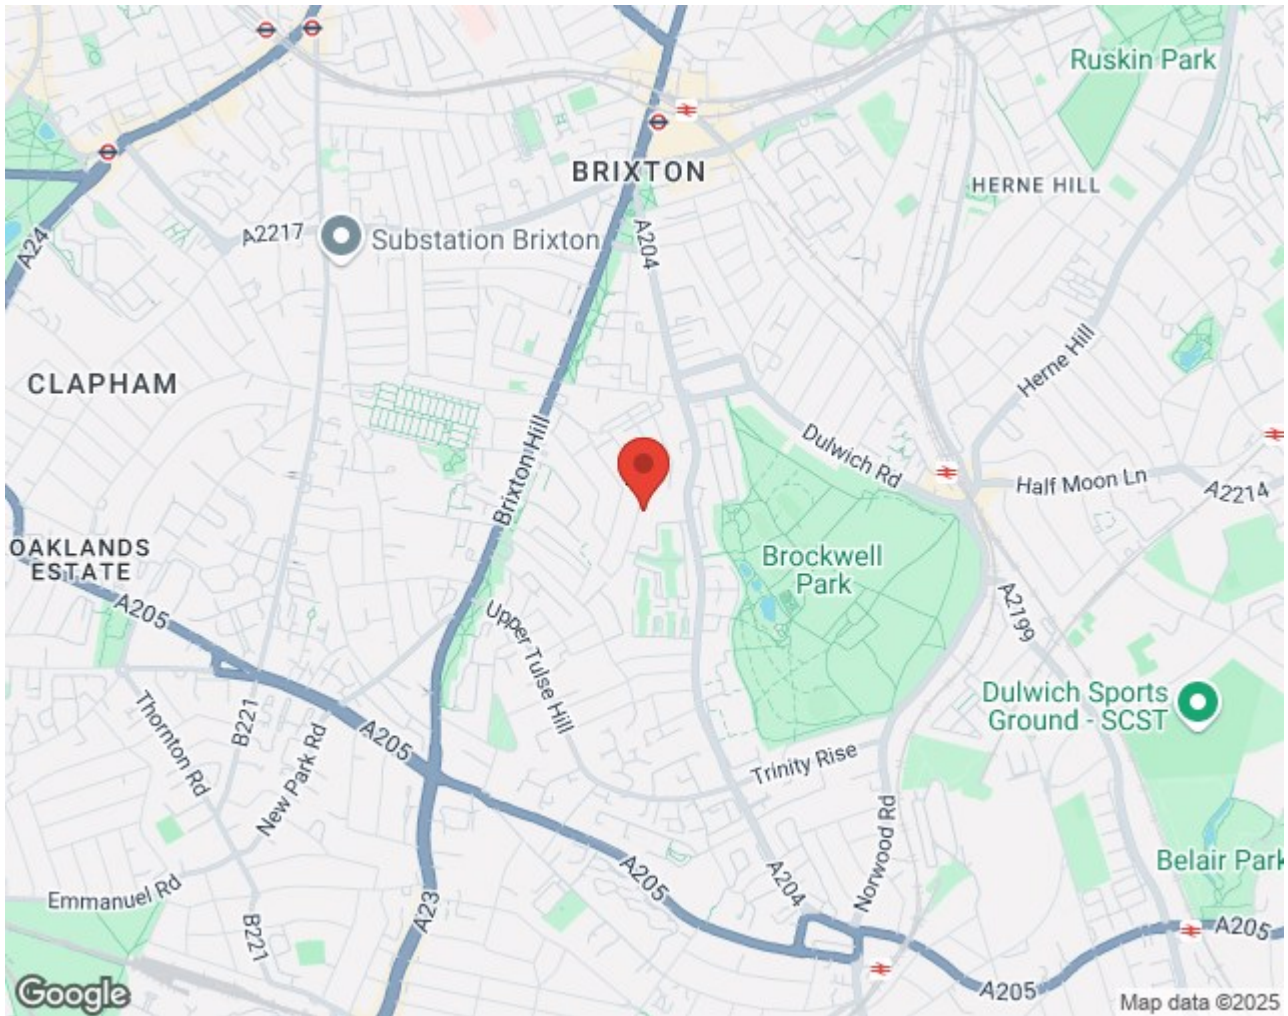 Ruskin Park
BRIXTON
HERNE HILL
A2217
Substation Brixton
A204
A24
Herne Hill
CLAPHAM
Brixton Hill
Dulwich Rd
Half Moon Ln
A2214
OAKLANDS
ESTATE
Brockwell
Park
A205
A2199
Upper Tulse Hill
Dulwich Sports
Ground - SCST
Thornton Rd
B221
New Park Rd
A205
Trinity Rise
Norwood Rd
Belair Park
Emmanuel Rd
A23
A205
A204
B221
A205
A205
Google
Map data ©2025